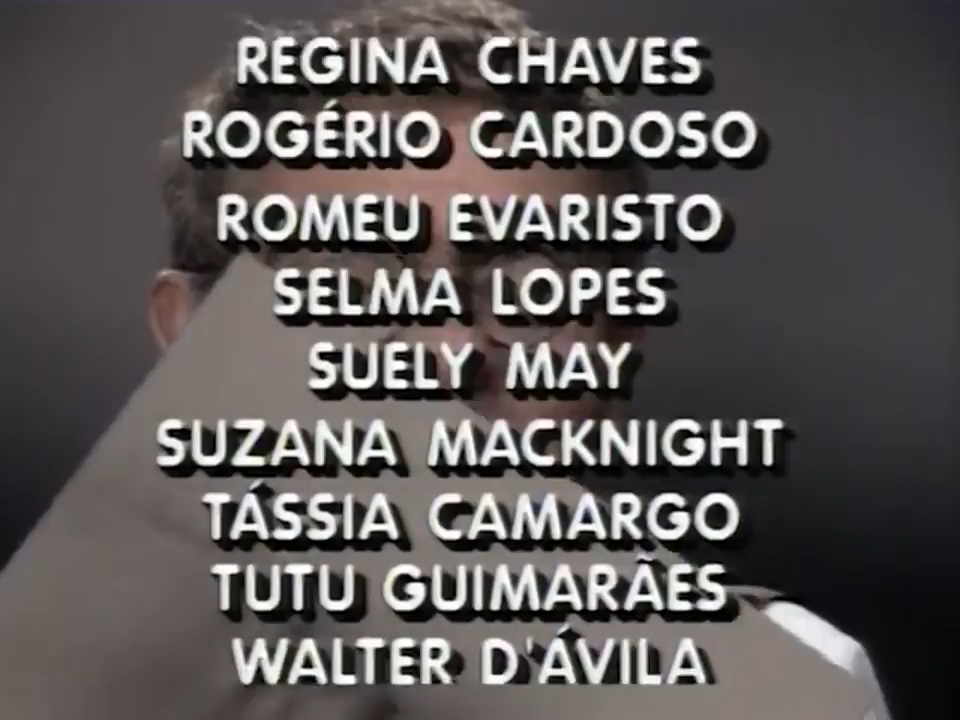 REGINA CHAVES
ROGÉRIO CARDOSO
ROMEU EVARISTO
SELMA LOPES
SUELY MAY
SUZANA MACKNIGHT
TÁSSIA CAMARGO
TUTU GUIMARÃES
WALTER D'ÁVILA